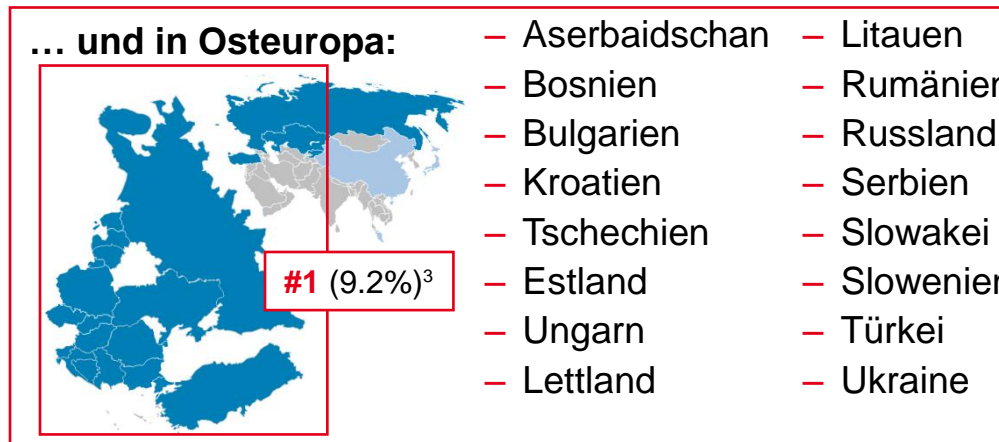 … und in Osteuropa:
#1 (9.2%)³
– Aserbaidschan
– Bosnien
– Bulgarien
– Kroatien
– Tschechien
– Estland
– Ungarn
– Lettland
– Litauen
– Rumänien
– Russland
– Serbien
– Slowakei
– Slowenien
– Türkei
– Ukraine